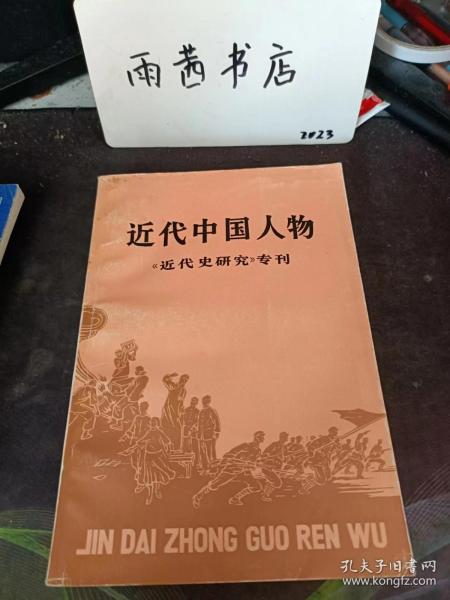 雨茜书店
2023
近代中国人物
《近代史研究》专刊
JIN DAI ZHONG GUO REN WU
孔夫子旧书网
www.kongfz.com